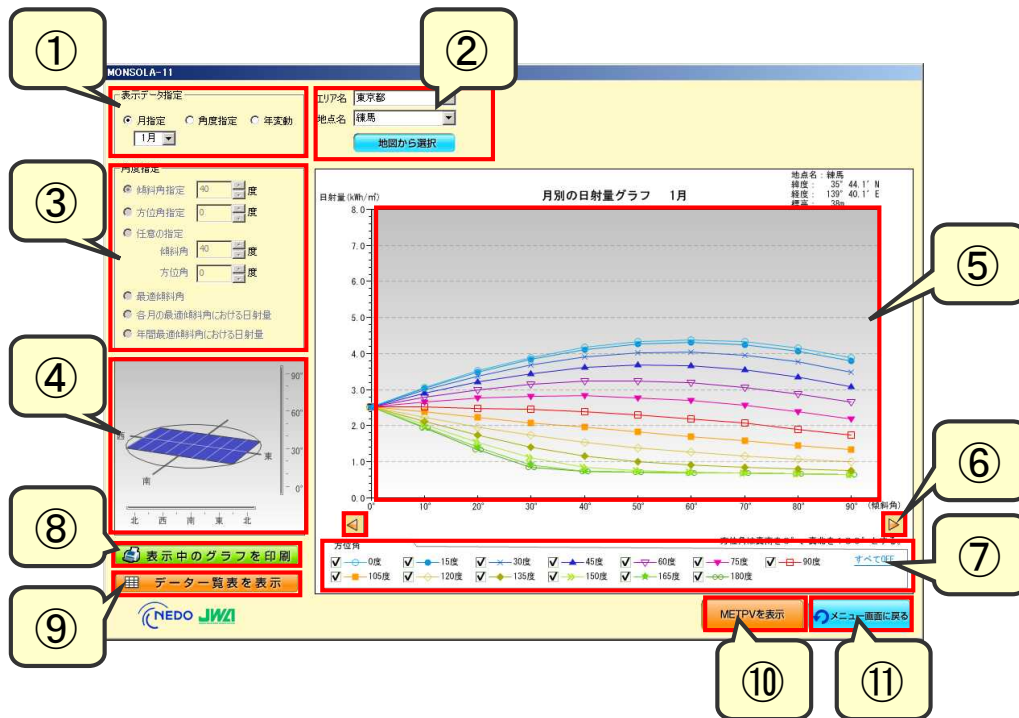 ①
②
MONSOLA-11
表示データ指定
月指定 角度指定 年変動
1月
エリア名 東京都
地点名 練馬
地図から選択
③
角度指定
傾斜角指定 40 度
方位角指定 0 度
任意の指定
傾斜角 40 度
方位角 0 度
最適傾斜角
各月の最適傾斜角における日射量
年間最適傾斜角における日射量
地点名：練馬
緯度： 35° 44.1' N
経度： 139° 40.1' E
標高： 38m
日射量(kWh/㎡)
月別の日射量グラフ 1月
8.0
7.0
6.0
5.0
4.0
3.0
2.0
1.0
0.0
0° 10° 20° 30° 40° 50° 60° 70° 80° 90° (傾斜角)
⑤
④
90°
60°
30°
0°
西
東
南
北 西 南 東 北
⑥
⑧
表示中のグラフを印刷
方位角
すべてOFF
0度 15度 30度 45度 60度 75度 90度
105度 120度 135度 150度 165度 180度
⑦
⑨
データ一覧表を表示
NEDO JWA
METPVを表示
メニュー画面に戻る
⑩
⑪